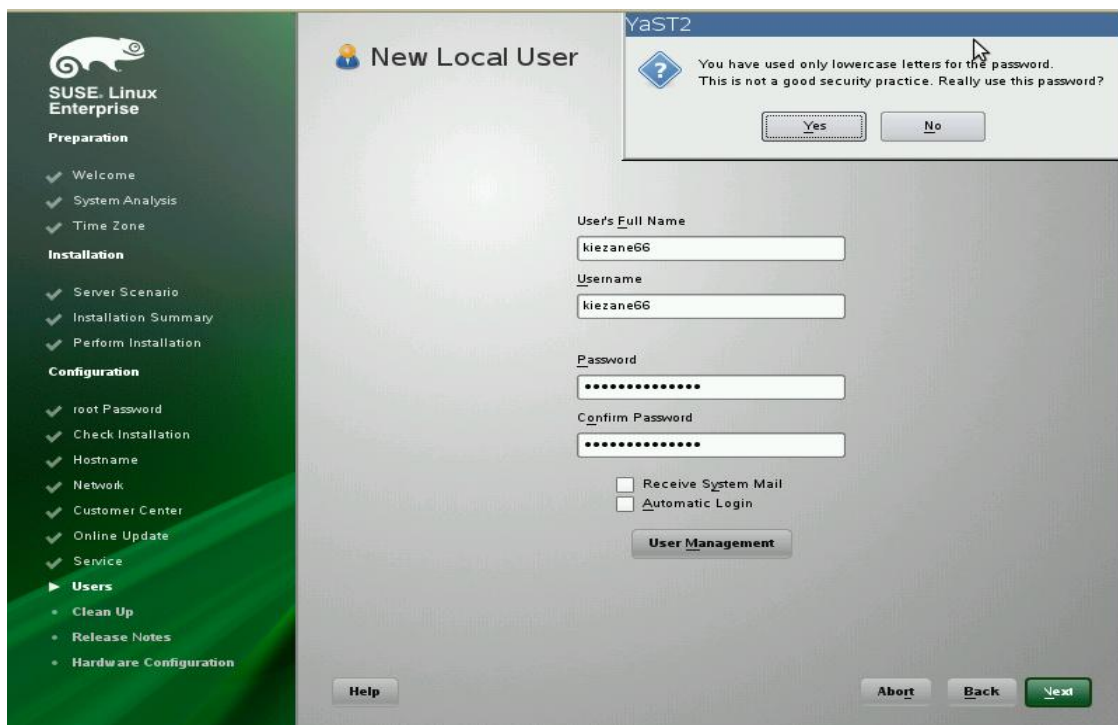 SUSE. Linux
Enterprise
Preparation
Welcome
System Analysis
Time Zone
Installation
Server Scenario
Installation Summary
Perform Installation
Configuration
root Password
Check Installation
Hostname
Network
Customer Center
Online Update
Service
Users
Clean Up
Release Notes
Hardware Configuration
New Local User
YaST2
You have used only lowercase letters for the password.
This is not a good security practice. Really use this password?
Yes No
User's Full Name
kiezane66
Username
kiezane66
Password
••••••••••••••
Confirm Password
••••••••••••••
Receive System Mail
Automatic Login
User Management
Help Abort Back Next